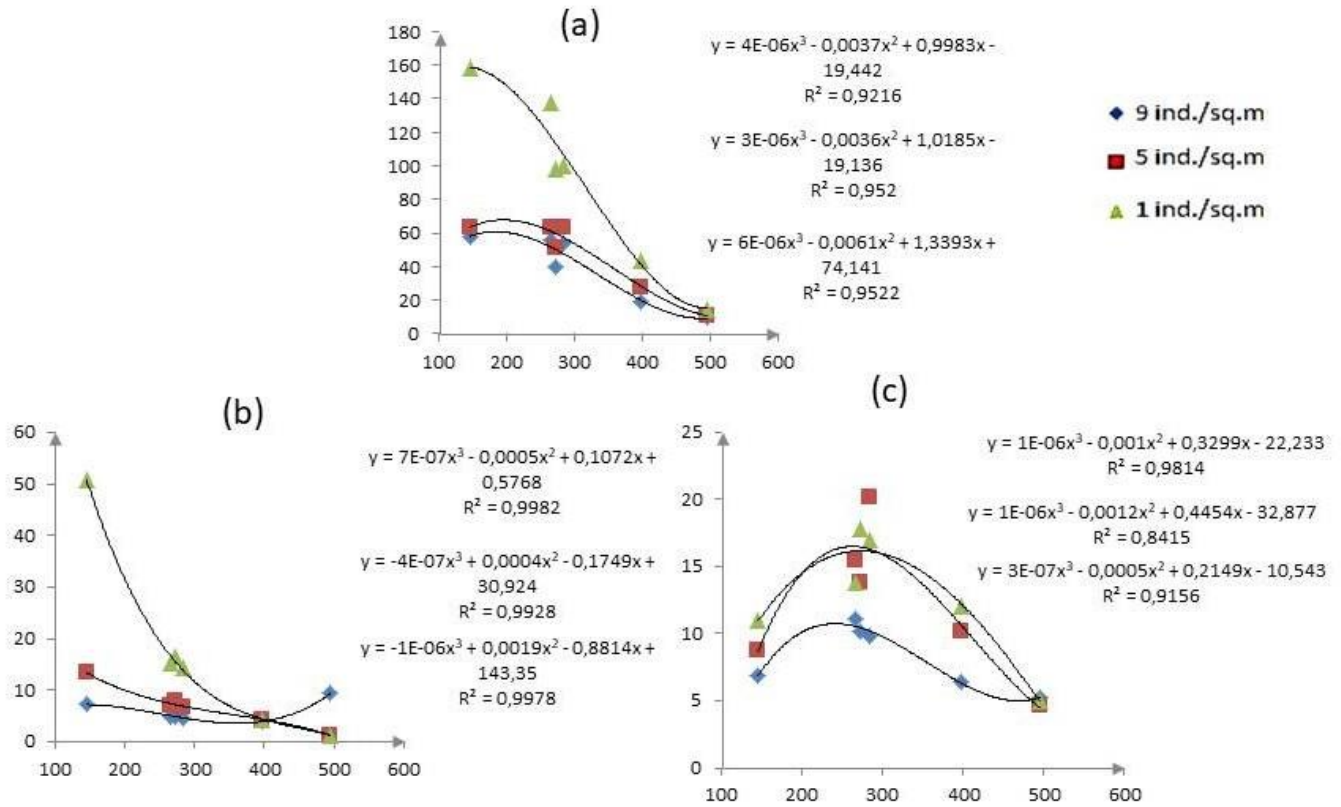 (a)
180
160
140
120
100
80
60
40
20
0
100 200 300 400 500 600
y = 4E-06x³ - 0,0037x² + 0,9983x -
19,442
R² = 0,9216
y = 3E-06x³ - 0,0036x² + 1,0185x -
19,136
R² = 0,952
y = 6E-06x³ - 0,0061x² + 1,3393x +
74,141
R² = 0,9522
9 ind./sq.m
5 ind./sq.m
1 ind./sq.m
(b)
60
50
40
30
20
10
0
100 200 300 400 500 600
y = 7E-07x³ - 0,0005x² + 0,1072x +
0,5768
R² = 0,9982
y = -4E-07x³ + 0,0004x² - 0,1749x +
30,924
R² = 0,9928
y = -1E-06x³ + 0,0019x² - 0,8814x +
143,35
R² = 0,9978
(c)
25
20
15
10
5
0
100 200 300 400 500 600
y = 1E-06x³ - 0,001x² + 0,3299x - 22,233
R² = 0,9814
y = 1E-06x³ - 0,0012x² + 0,4454x - 32,877
R² = 0,8415
y = 3E-07x³ - 0,0005x² + 0,2149x - 10,543
R² = 0,9156